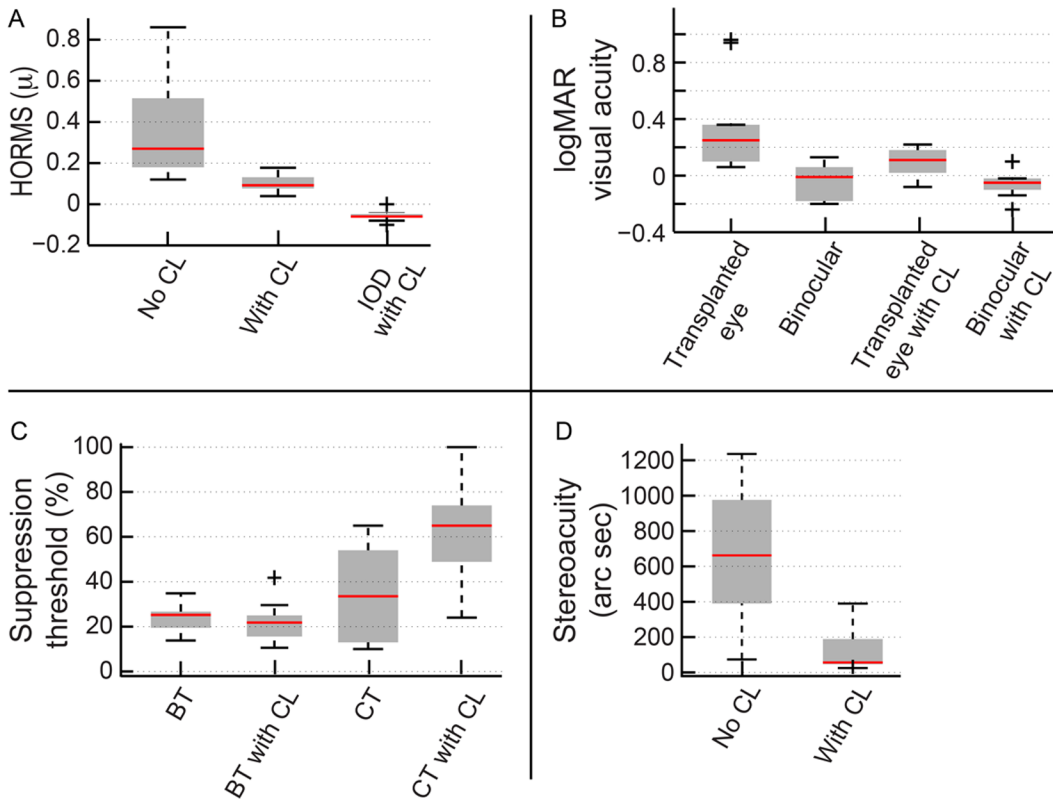 A
HORMS (μ)
0.8
0.6
0.4
0.2
0
−0.2
No CL
With CL
IOD
with CL
B
logMAR
visual acuity
0.8
0.4
0
−0.4
Transplanted
eye
Binocular
Transplanted
eye with CL
Binocular
with CL
C
Suppression
threshold (%)
100
80
60
40
20
0
BT
BT with CL
CT
CT with CL
D
Stereoacuity
(arc sec)
1200
1000
800
600
400
200
0
No CL
With CL